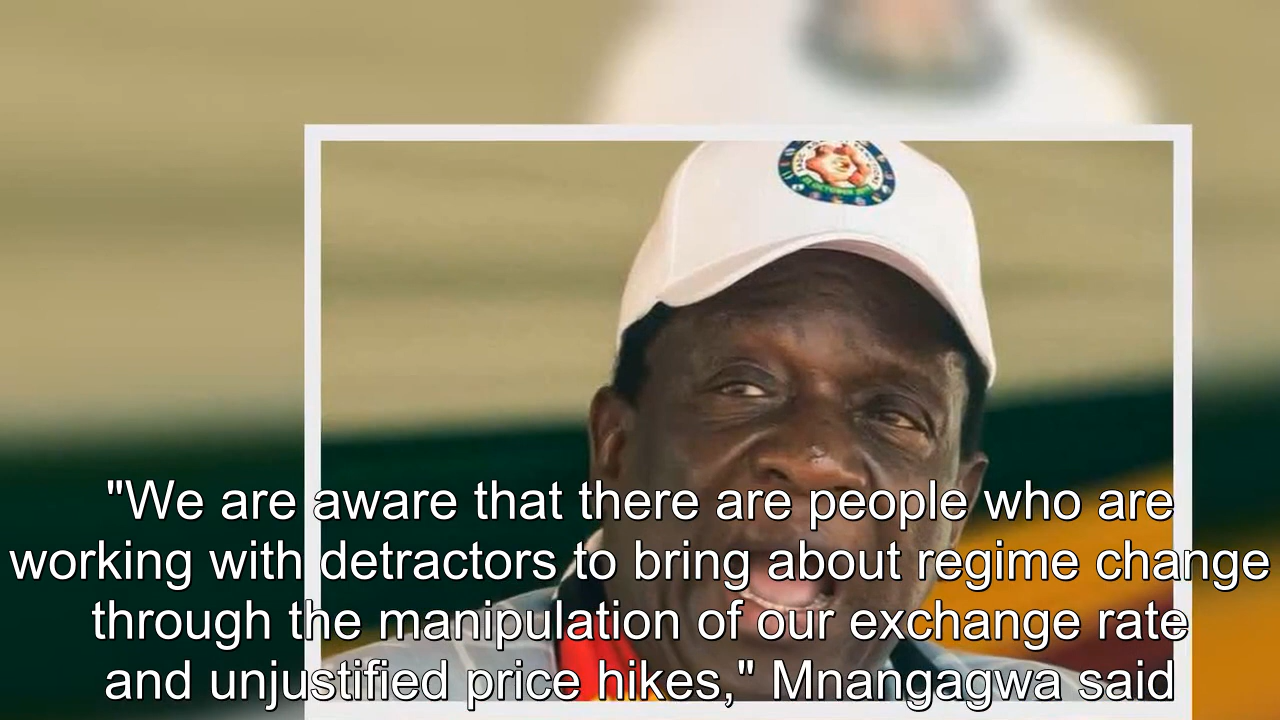 OCTOBER
"We are aware that there are people who are
working with detractors to bring about regime change
through the manipulation of our exchange rate
and unjustified price hikes," Mnangagwa said